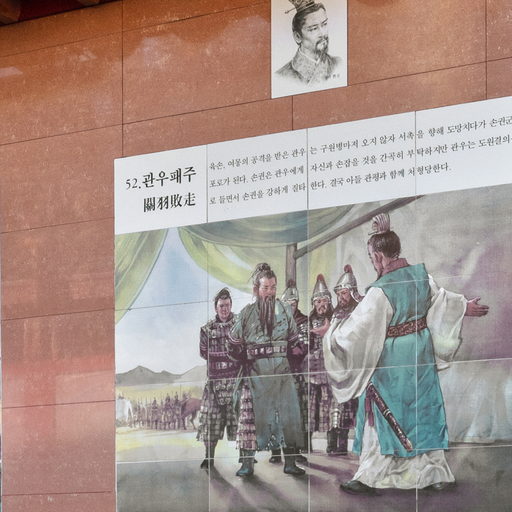 52.관우패주
關羽敗走
육손, 여몽의 공격을 받은 관우는 구원병마저 오지 않자 서촉을 향해 도망치다가 손권군
포로가 된다. 손권은 관우에게 자신과 손잡을 것을 간곡히 부탁하지만 관우는 도원결의
로 들면서 손권을 강하게 질타한다. 결국 아들 관평과 함께 처형당한다.